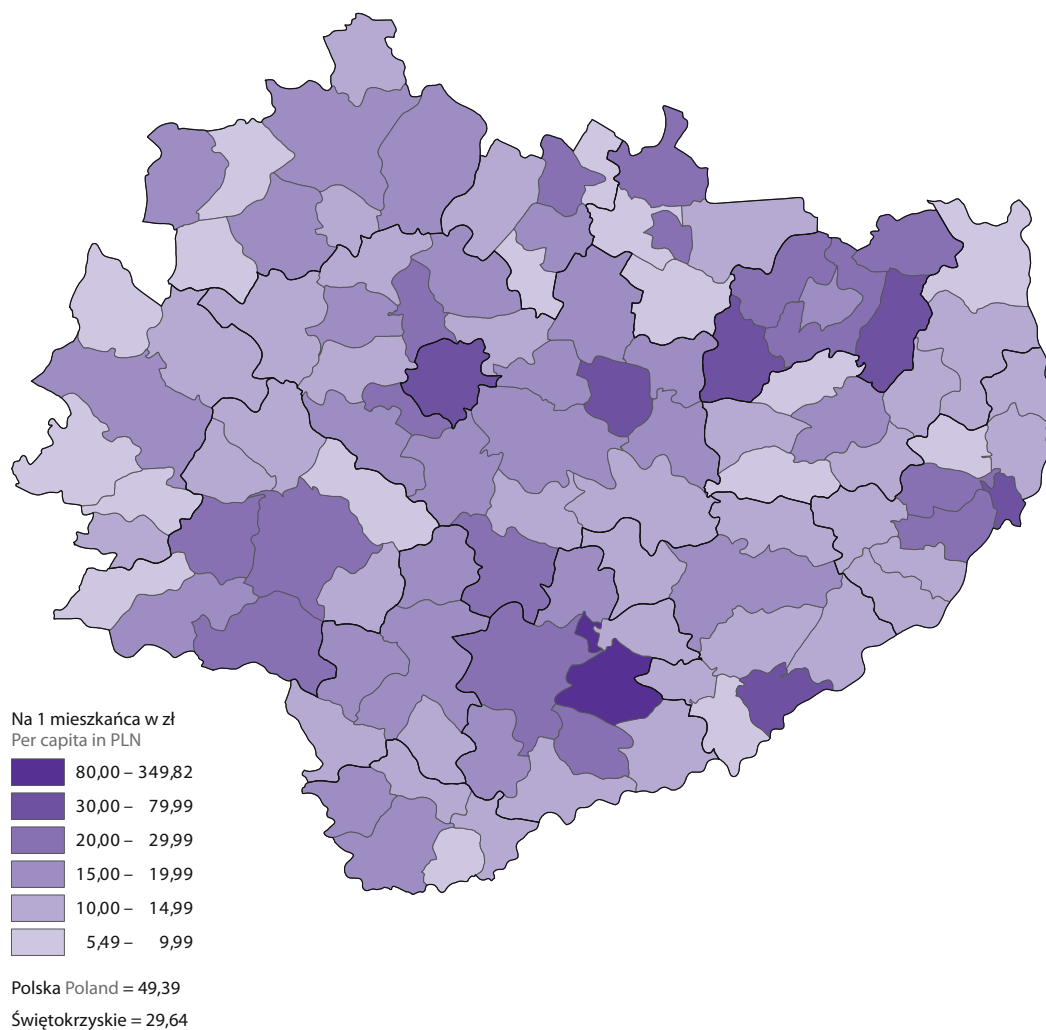 Na 1 mieszkańca w zł
Per capita in PLN
80,00 – 349,82
30,00 – 79,99
20,00 – 29,99
15,00 – 19,99
10,00 – 14,99
5,49 – 9,99
Polska Poland = 49,39
Świętokrzyskie = 29,64